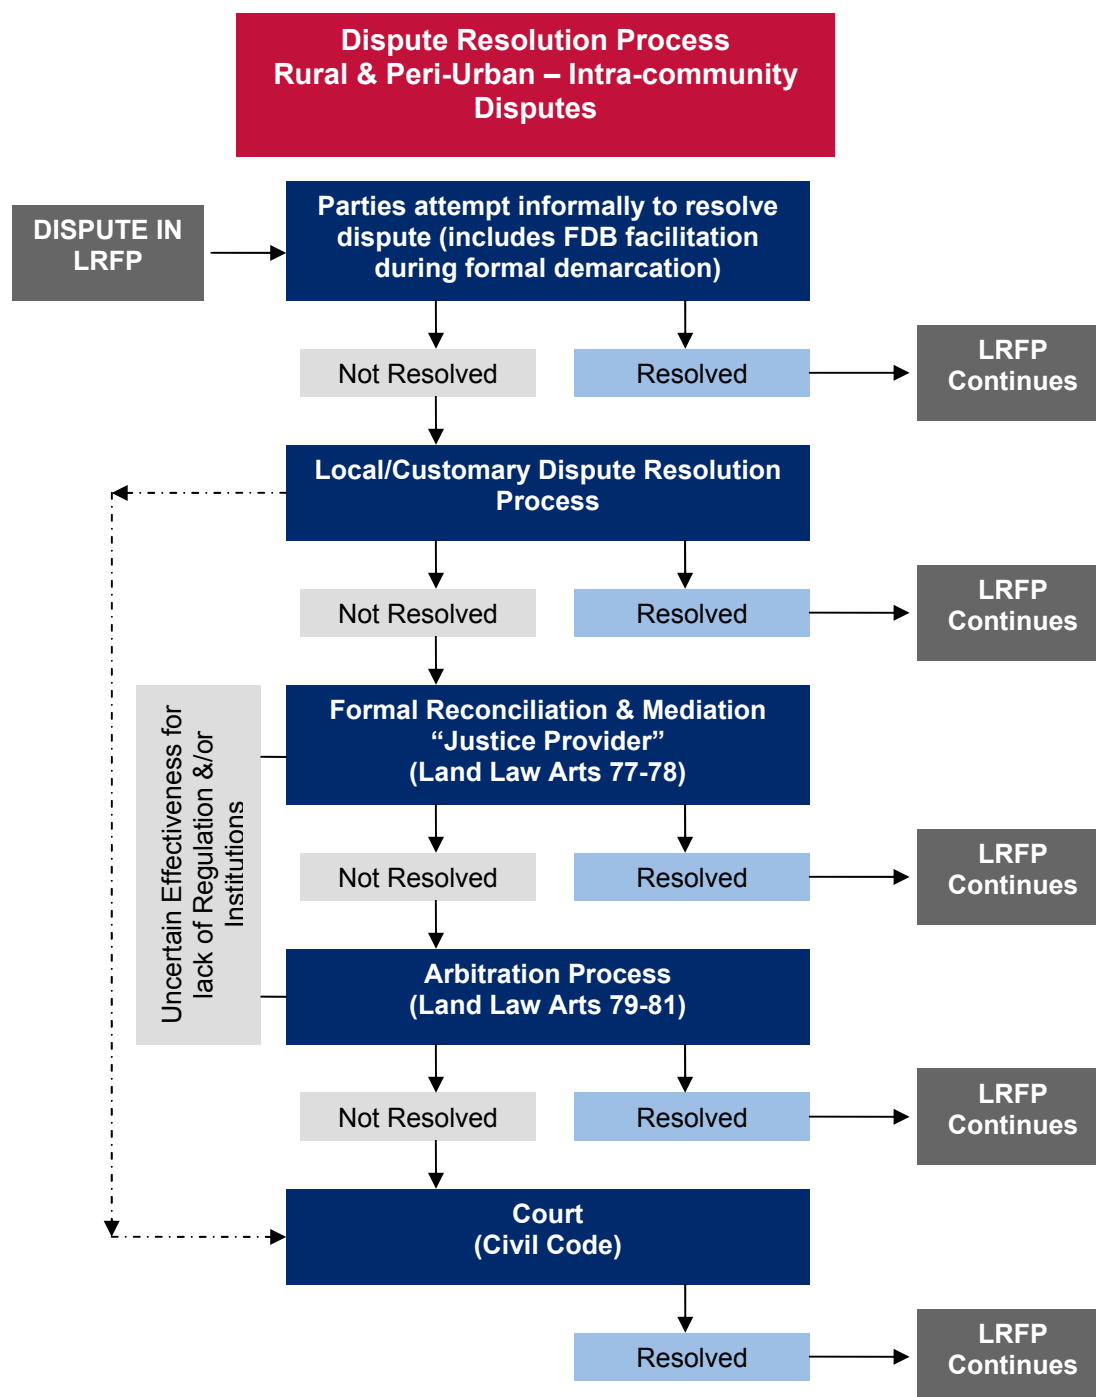 Dispute Resolution Process
Rural & Peri-Urban – Intra-community
Disputes
DISPUTE IN
LRFP
Parties attempt informally to resolve
dispute (includes FDB facilitation
during formal demarcation)
Not Resolved
Resolved
LRFP
Continues
Local/Customary Dispute Resolution
Process
Not Resolved
Resolved
LRFP
Continues
Uncertain Effectiveness for
lack of Regulation &/or
Institutions
Formal Reconciliation & Mediation
“Justice Provider”
(Land Law Arts 77-78)
Not Resolved
Resolved
LRFP
Continues
Arbitration Process
(Land Law Arts 79-81)
Not Resolved
Resolved
LRFP
Continues
Court
(Civil Code)
Resolved
LRFP
Continues